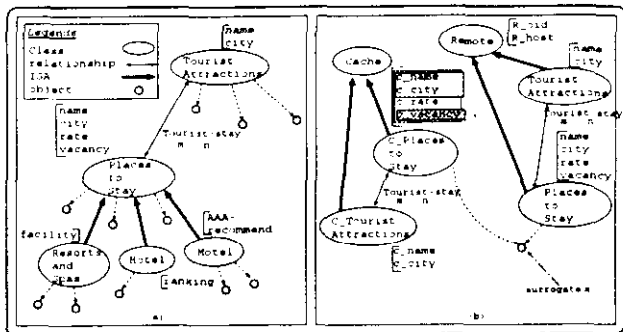 Legends
Class
relationship
ISA
object
name
city
Tourist
Attractions
name
city
rate
vacancy
Tourist-stay
m n
Places
to
Stay
AAA-
recommend
facility
Resorts
and
Spas
Hotel
Motel
ranking
a)
Cache
c_name
c_city
c_rate
c_vacancy
C_Places
to
Stay
Tourist-stay
m n
C_Tourist
Attractions
c_name
c_city
Remote
R_oid
R_host
name
city
Tourist
Attractions
Tourist-stay
m n
name
city
rate
vacancy
Places
to
Stay
surrogates
(b)